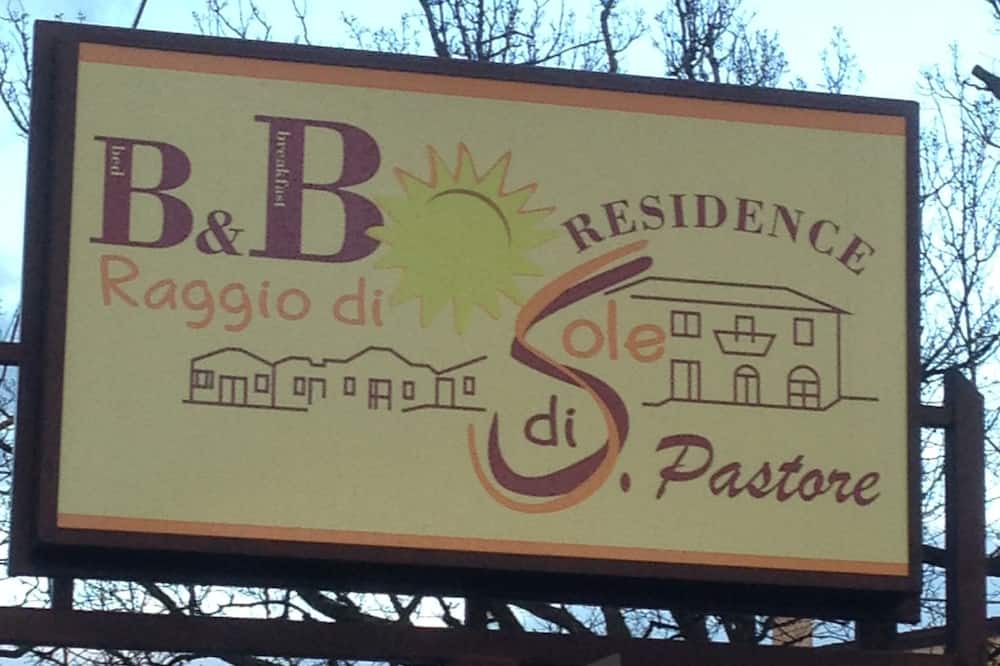 B&B
bed
breakfast
RESIDENCE
Raggio di Sole
di S. Pastore